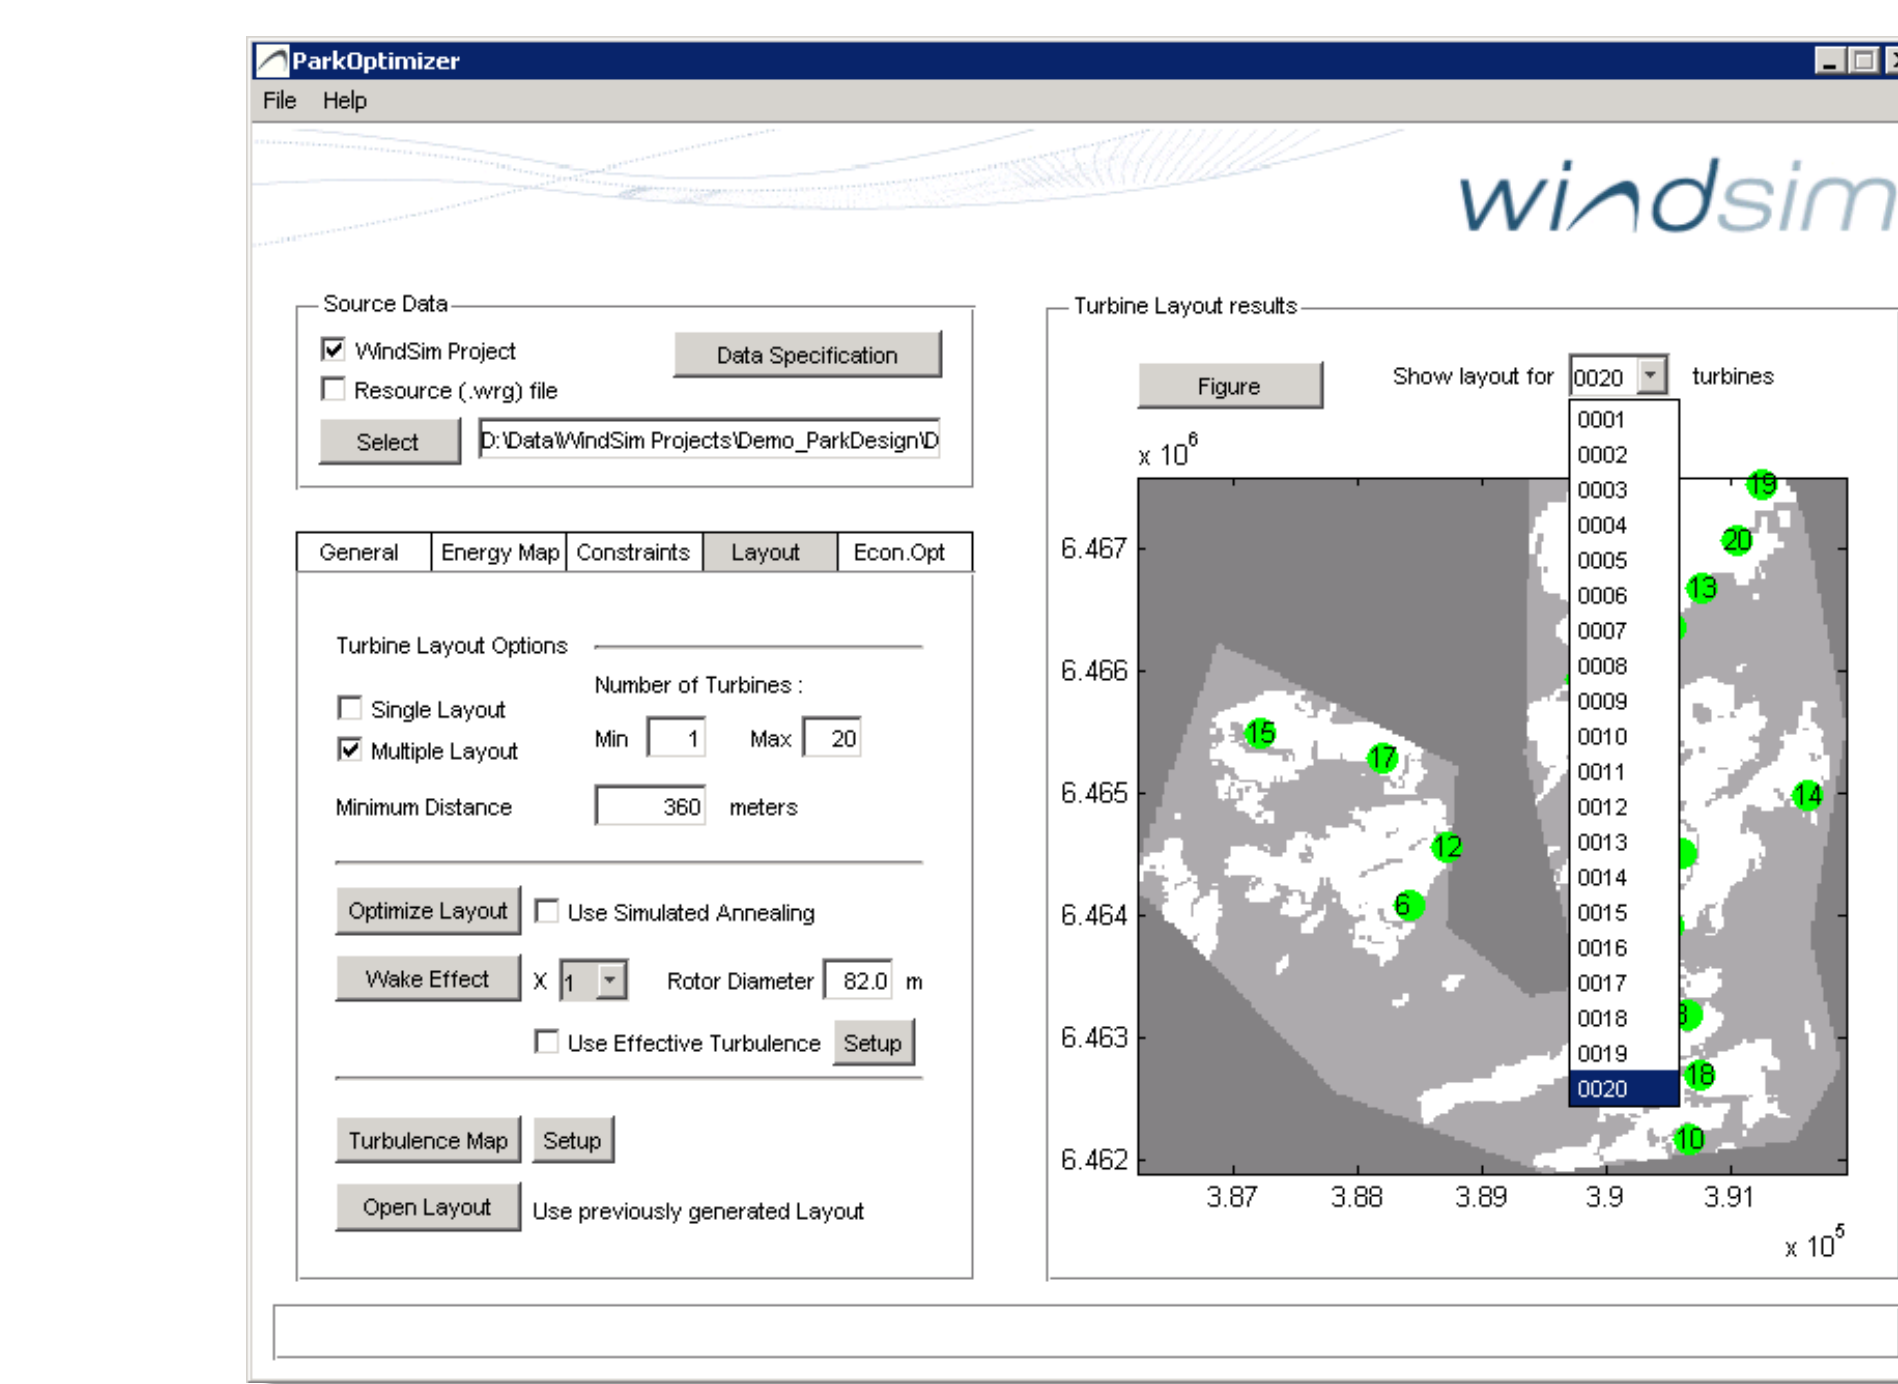 ParkOptimizer
File Help
windsim
Source Data
WindSim Project
Data Specification
Resource (.wrg) file
Select
D:\Data\WindSim Projects\Demo_ParkDesign\D
General Energy Map Constraints Layout Econ.Opt
Turbine Layout Options
Number of Turbines :
Single Layout
Min 1 Max 20
Multiple Layout
Minimum Distance 360 meters
Optimize Layout Use Simulated Annealing
Wake Effect X 1 Rotor Diameter 82.0 m
Use Effective Turbulence Setup
Turbulence Map Setup
Open Layout Use previously generated Layout
Turbine Layout results
Figure
Show layout for 0020 turbines
0001
0002
0003
0004
0005
0006
0007
0008
0009
0010
0011
0012
0013
0014
0015
0016
0017
0018
0019
0020
x 10^6
6.467
6.466
6.465
6.464
6.463
6.462
19
20
13
15
17
14
12
6
18
10
3.87 3.88 3.89 3.9 3.91
x 10^5